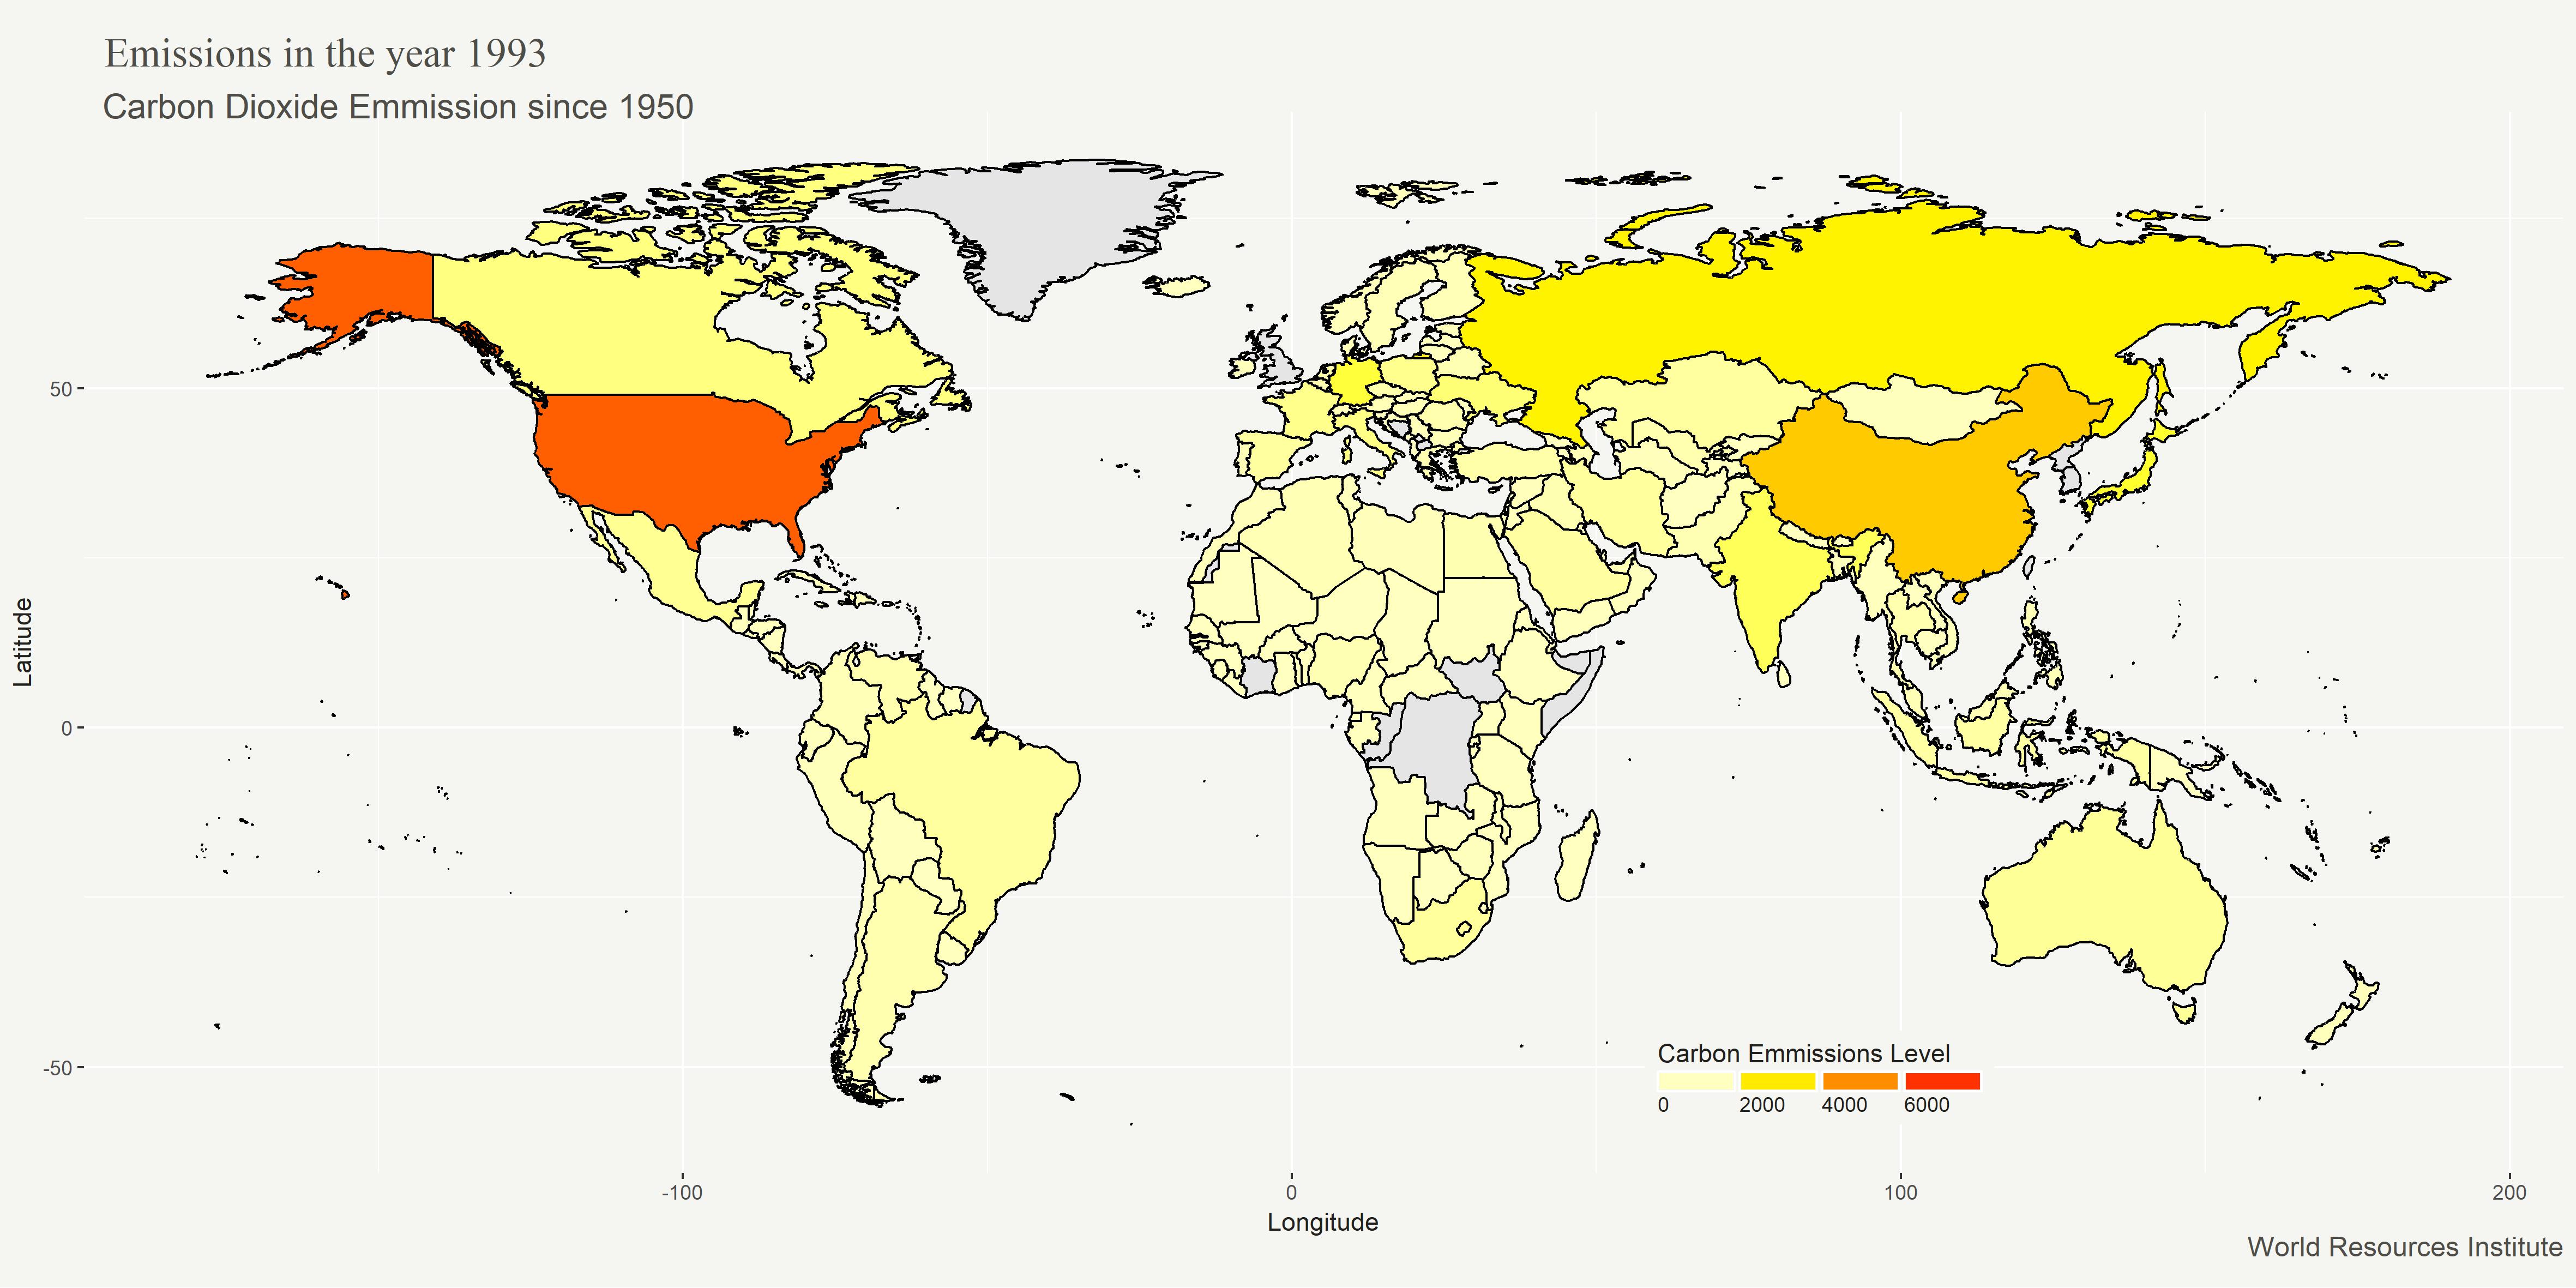 Emissions in the year 1993
Carbon Dioxide Emmission since 1950
50
0
-50
Latitude
Carbon Emmissions Level
0 2000 4000 6000
-100 0 100 200
Longitude
World Resources Institute